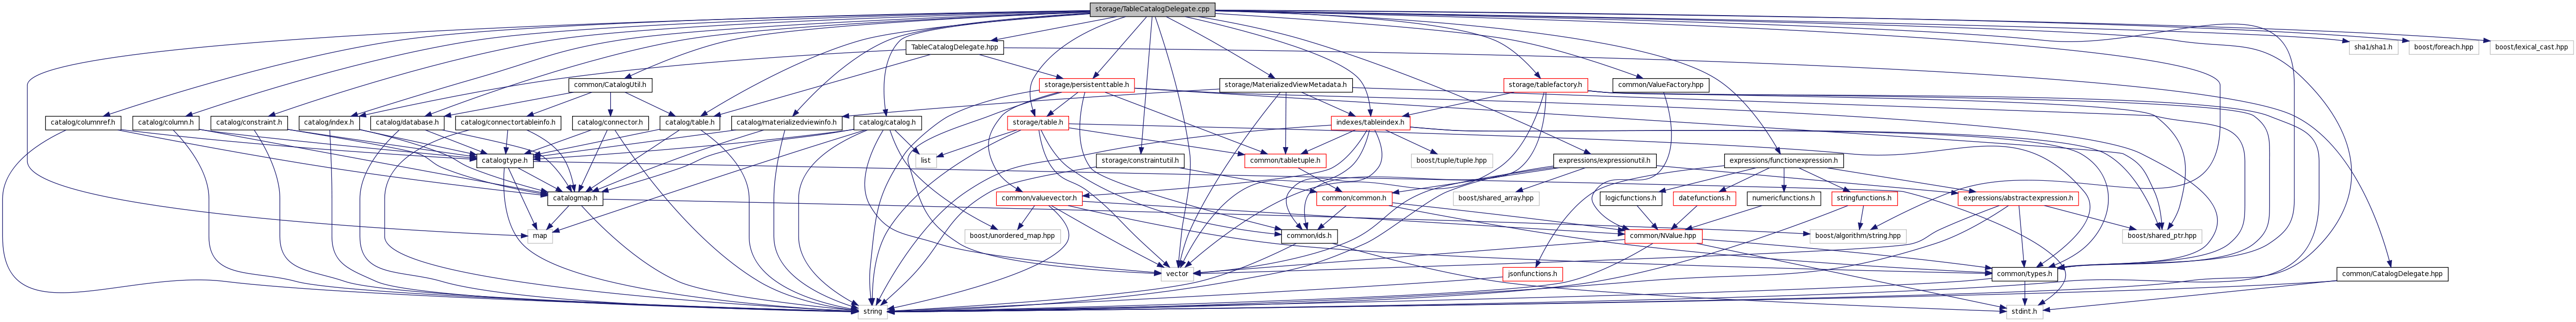 storage/TableCatalogDelegate.cpp
TableCatalogDelegate.hpp
sha1/sha1.h
boost/foreach.hpp
boost/lexical_cast.hpp
common/CatalogUtil.h
storage/persistenttable.h
storage/MaterializedViewMetadata.h
storage/tablefactory.h
common/ValueFactory.hpp
catalog/columnref.h
catalog/column.h
catalog/constraint.h
catalog/index.h
catalog/database.h
catalog/connectortableinfo.h
catalog/connector.h
catalog/table.h
catalog/materializedviewinfo.h
catalog/catalog.h
storage/table.h
indexes/tableindex.h
catalogtype.h
list
storage/constraintutil.h
common/tabletuple.h
boost/tuple/tuple.hpp
expressions/expressionutil.h
expressions/functionexpression.h
catalogmap.h
common/valuevector.h
common/common.h
boost/shared_array.hpp
logicfunctions.h
datefunctions.h
numericfunctions.h
stringfunctions.h
expressions/abstractexpression.h
map
boost/unordered_map.hpp
common/ids.h
common/NValue.hpp
boost/algorithm/string.hpp
boost/shared_ptr.hpp
vector
jsonfunctions.h
common/types.h
common/CatalogDelegate.hpp
string
stdint.h